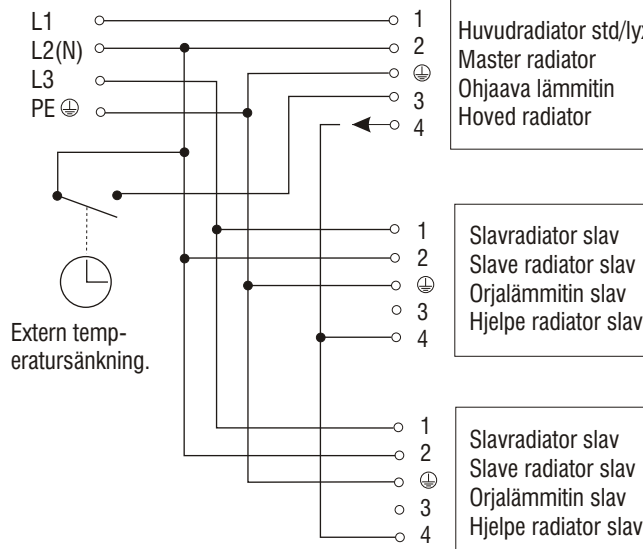 L1
L2(N)
L3
PE
1
2
3
4
Huvudradiator std/lyx
Master radiator
Ohjaava lämmitin
Hoved radiator
Extern temp-
eratursänkning.
1
2
3
4
Slavradiator slav
Slave radiator slav
Orjalämmitin slav
Hjelpe radiator slav
1
2
3
4
Slavradiator slav
Slave radiator slav
Orjalämmitin slav
Hjelpe radiator slav